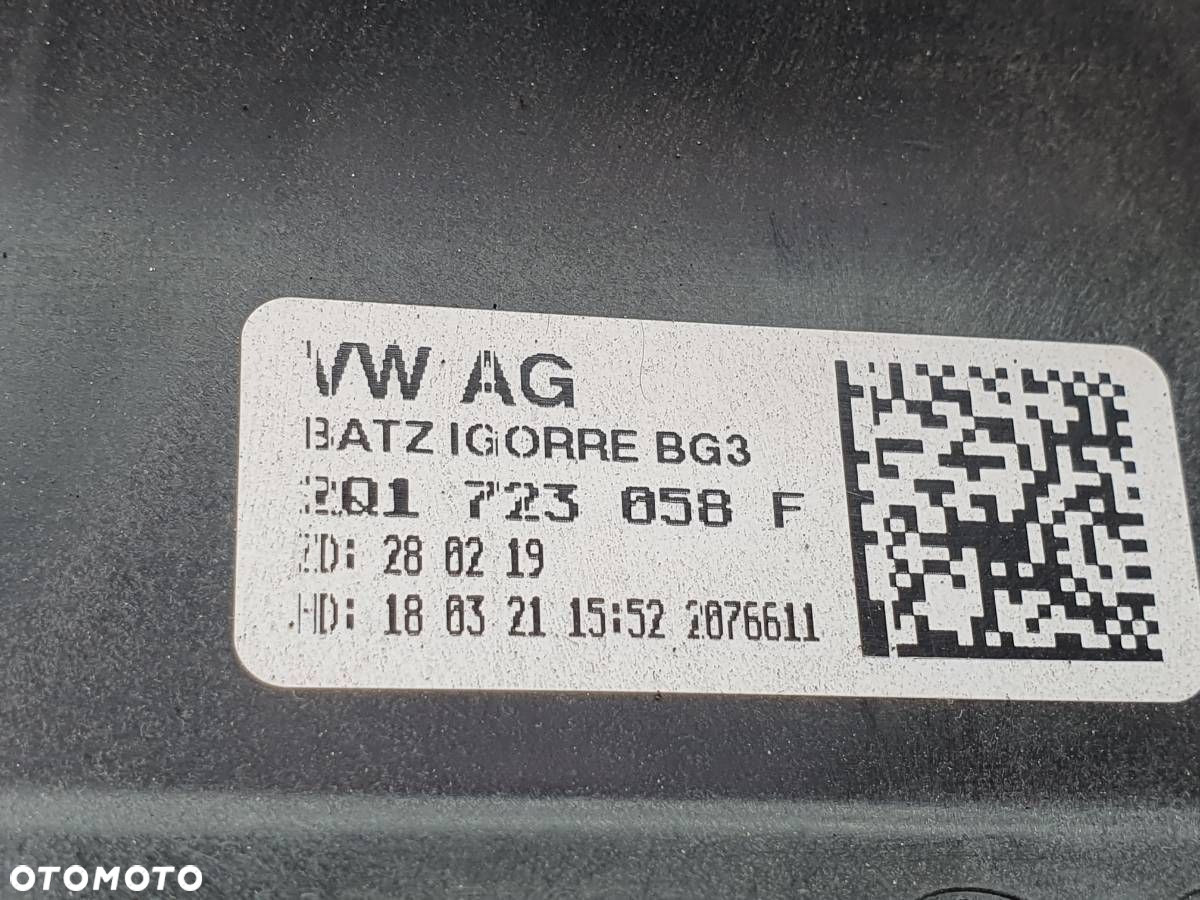 VW AG
BATZ IGORRE BG3
2Q1 723 058 F
ZD: 28 02 19
HD: 18 03 21 15:52 2076611
OTOMOTO